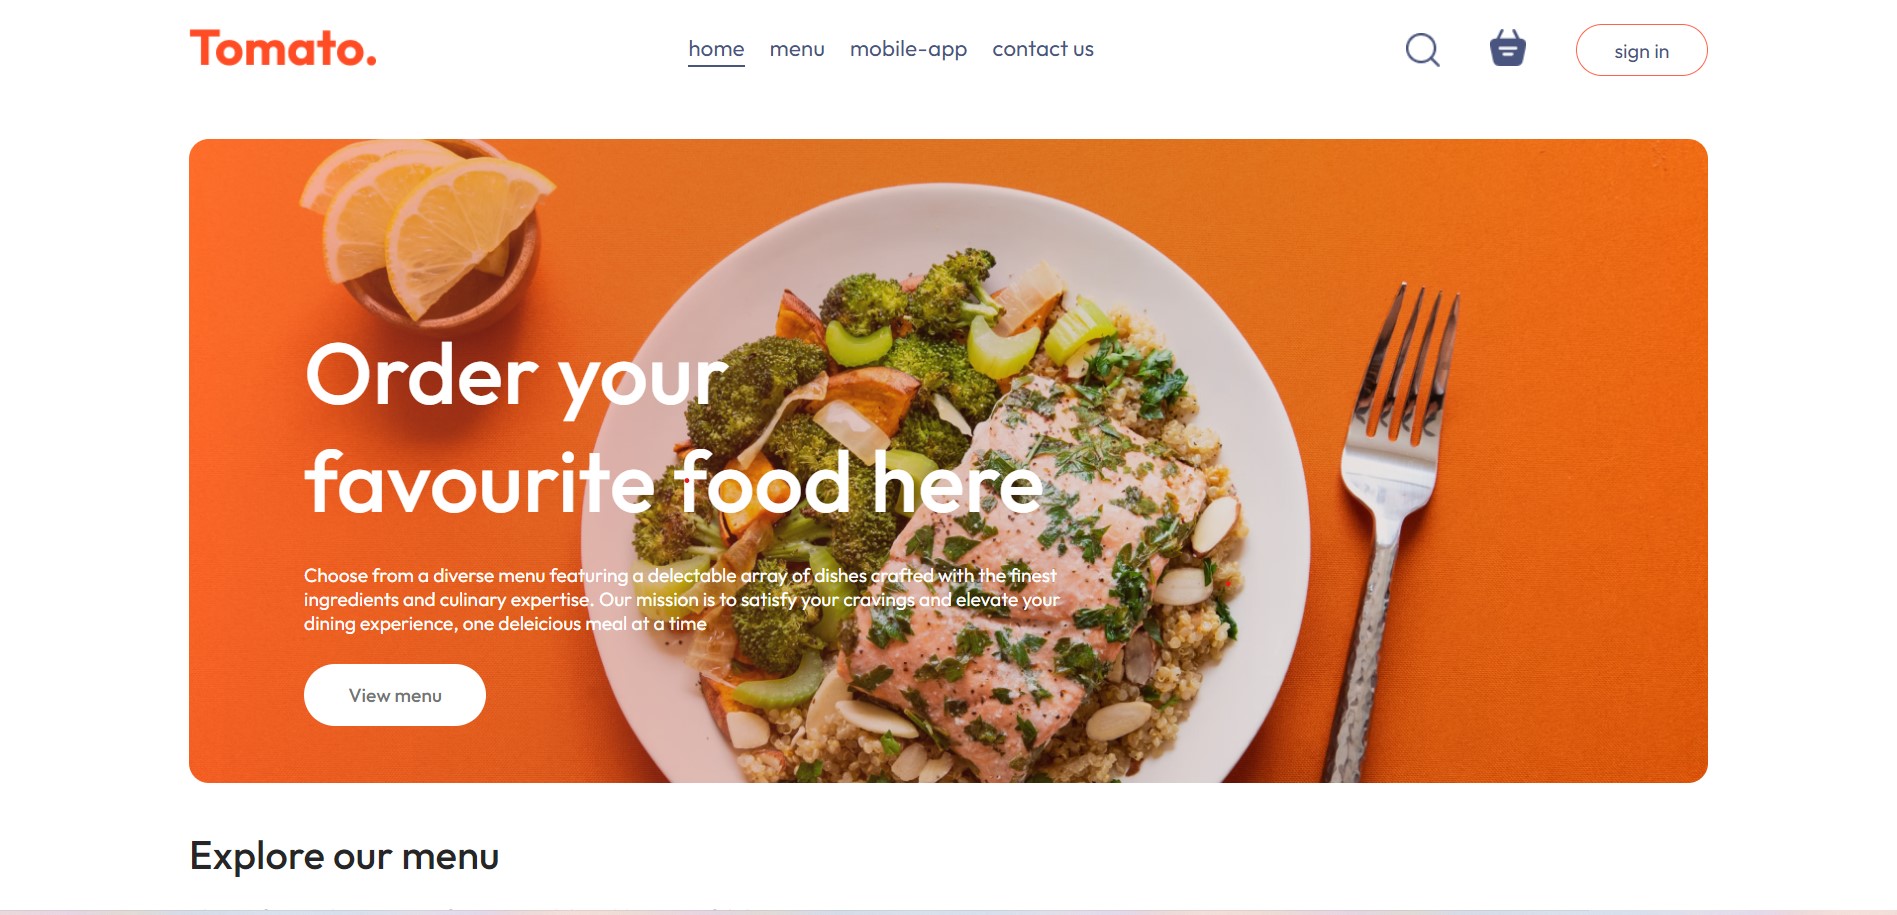 Tomato.
home menu mobile-app contact us
sign in
Order your
favourite food here
Choose from a diverse menu featuring a delectable array of dishes crafted with the finest
ingredients and culinary expertise. Our mission is to satisfy your cravings and elevate your
dining experience, one deleicious meal at a time
View menu
Explore our menu